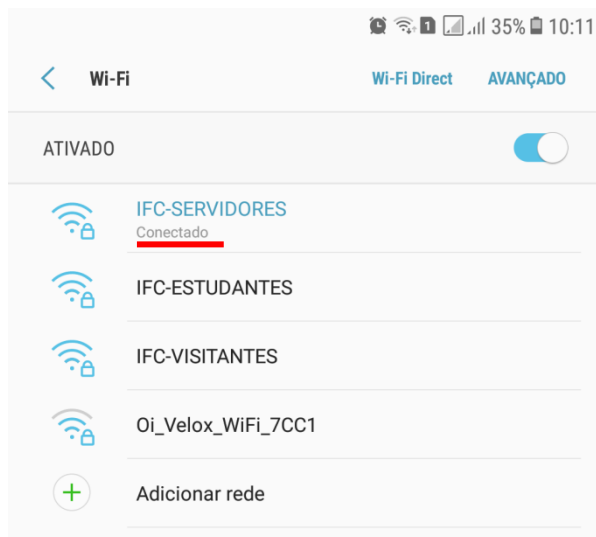 1 35% 10:11
Wi-Fi Wi-Fi Direct AVANÇADO
ATIVADO
IFC-SERVIDORES
Conectado
IFC-ESTUDANTES
IFC-VISITANTES
Oi_Velox_WiFi_7CC1
Adicionar rede